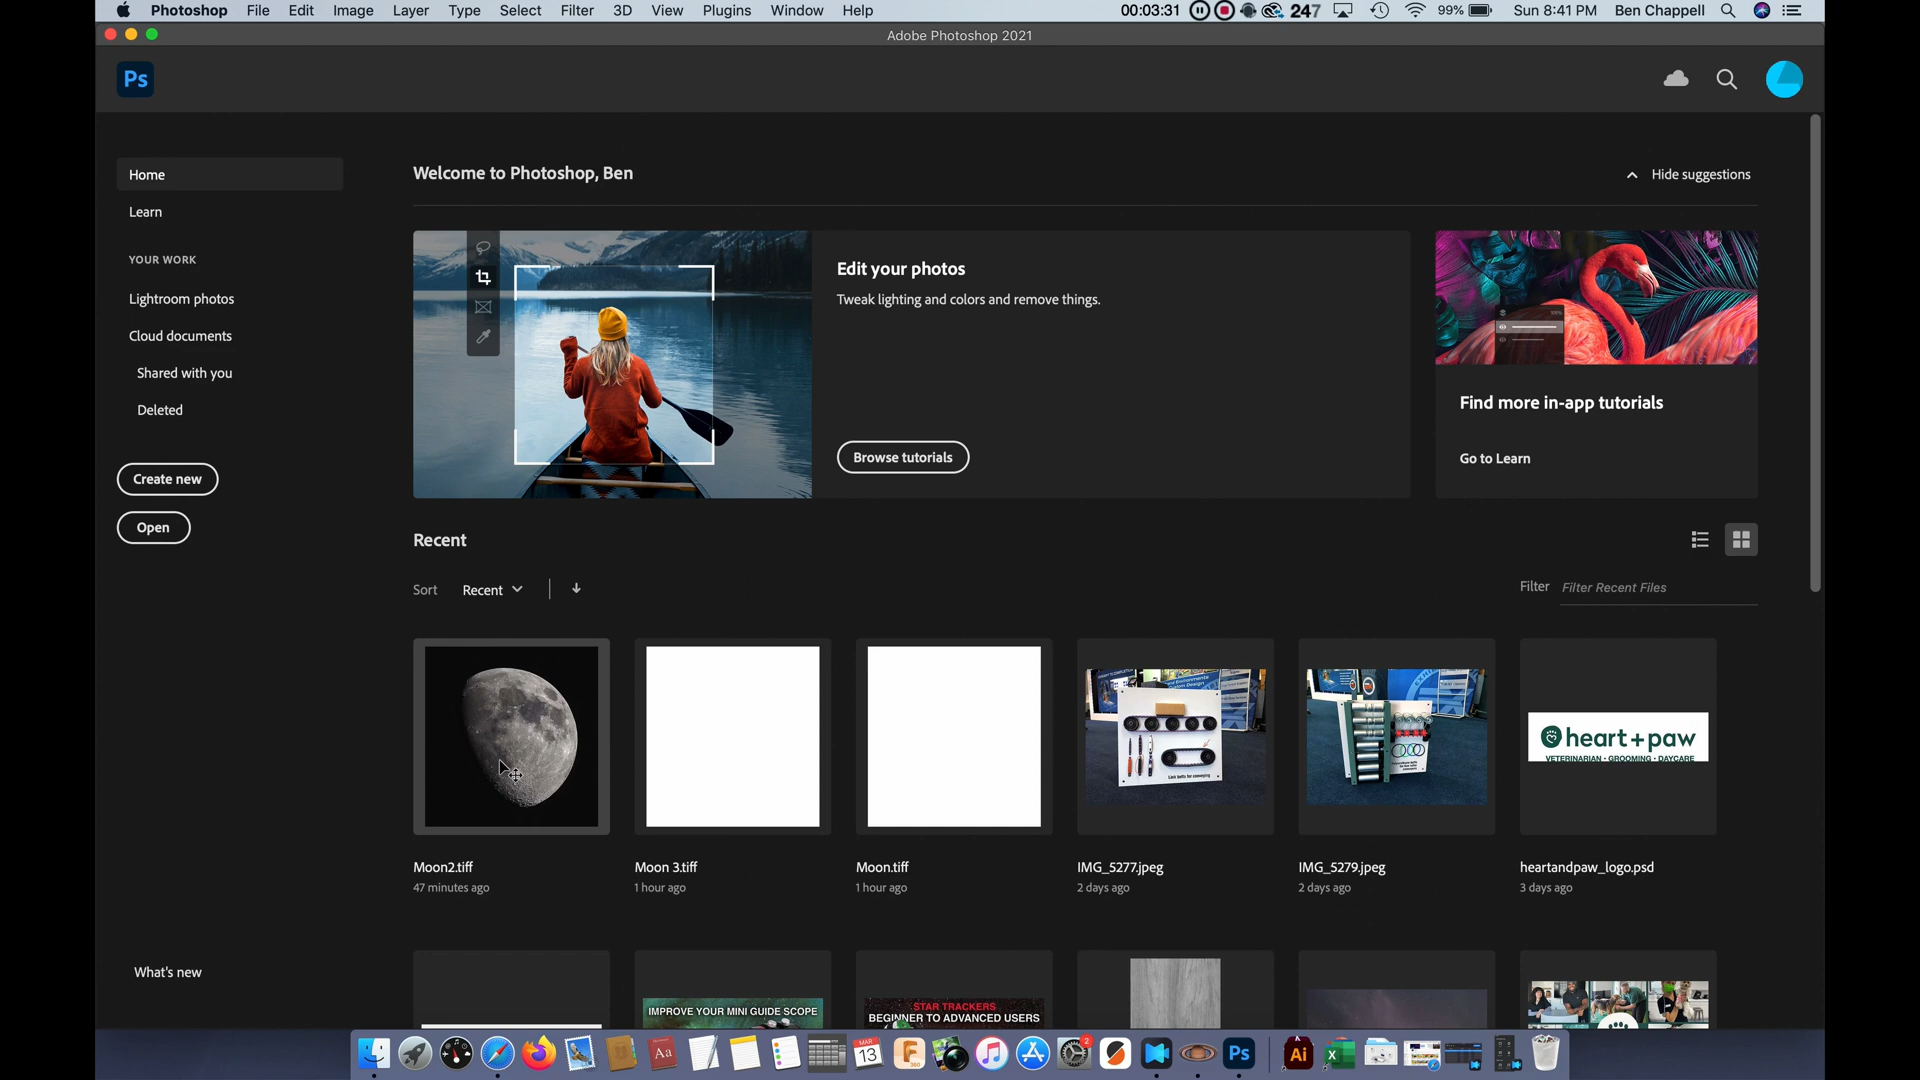 Photoshop File Edit Image Layer Type Select Filter 3D View Plugins Window Help 00:03:31 247 99% Sun 8:41 PM Ben Chappell
Adobe Photoshop 2021
Ps
Home
Learn
YOUR WORK
Lightroom photos
Cloud documents
Shared with you
Deleted
Create new
Open
What's new
Welcome to Photoshop, Ben
Hide suggestions
Edit your photos
Tweak lighting and colors and remove things.
Browse tutorials
Find more in-app tutorials
Go to Learn
Recent
Sort Recent
Filter Filter Recent Files
heart+paw
VETERINARIAN • GROOMING • DAYCARE
Moon2.tiff Moon 3.tiff Moon.tiff IMG_5277.jpeg IMG_5279.jpeg heartandpaw_logo.psd
47 minutes ago 1 hour ago 1 hour ago 2 days ago 2 days ago 3 days ago
IMPROVE YOUR MINI GUIDE SCOPE
STAR TRACKERS
BEGINNER TO ADVANCED USERS
Aa
MAR
13
F
360
2
Ps
Ai
X